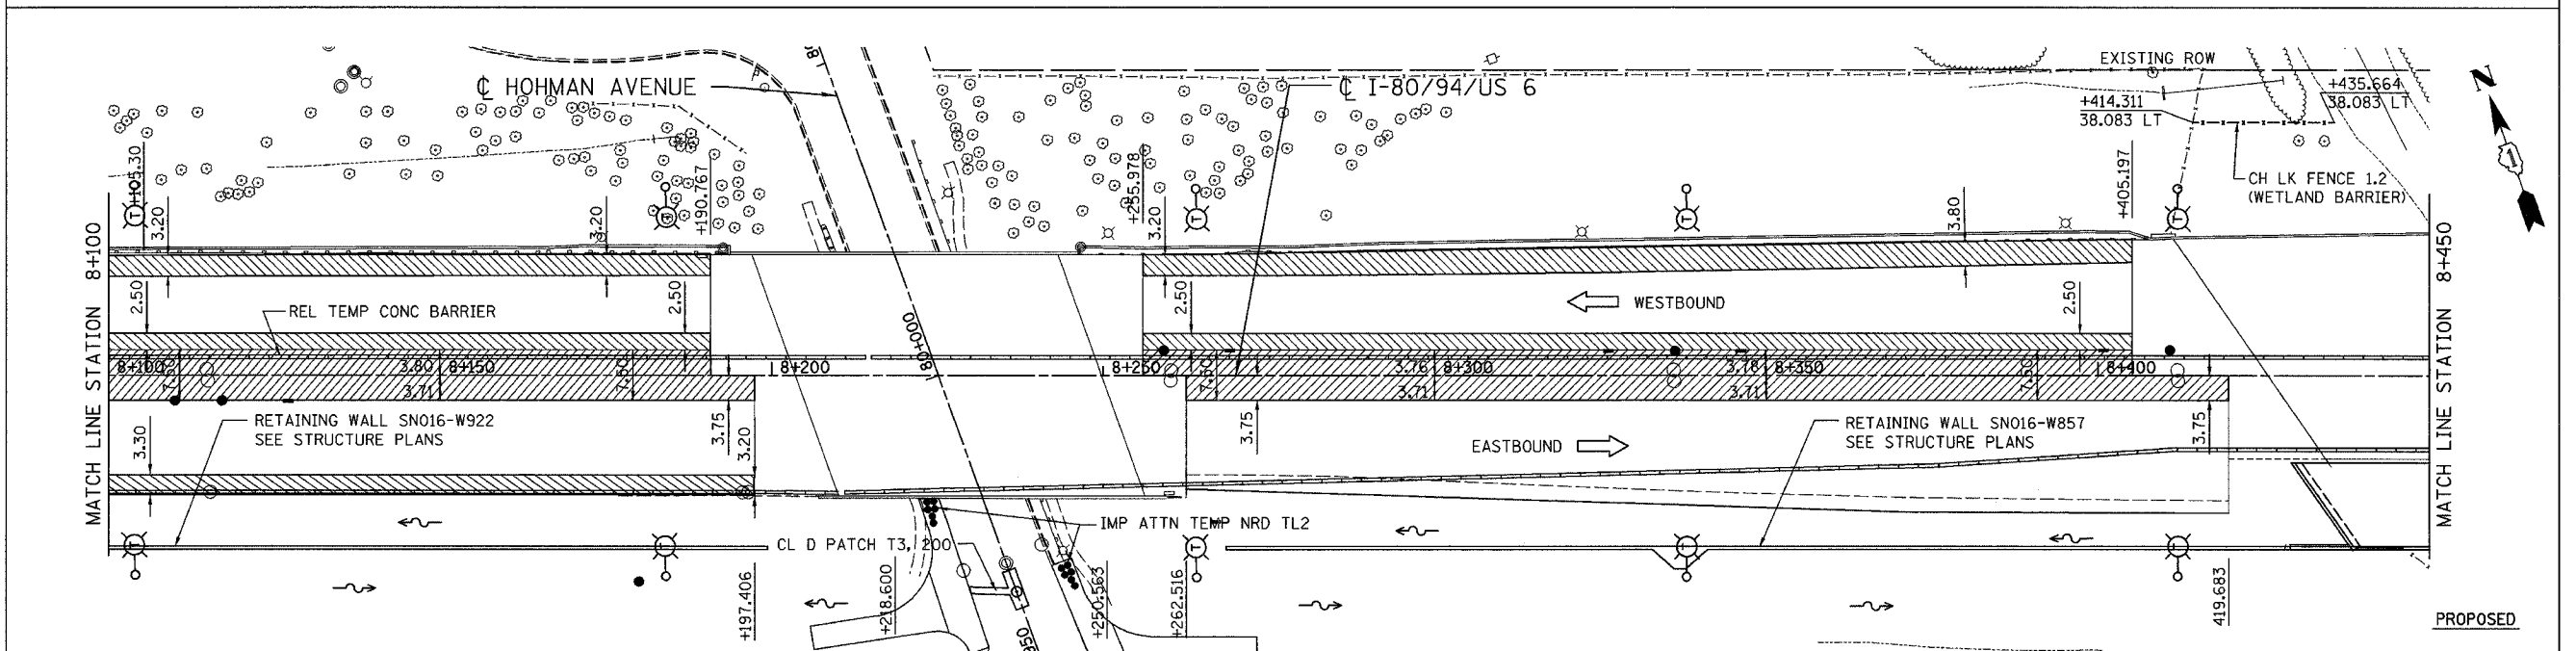 EXISTING ROW
N
℄ HOHMAN AVENUE
℄ I-80/94/US 6
+435.664
38.083 LT
+414.311
38.083 LT
+105.30
3.20
3.20
+190.767
+255.978
3.20
3.80
+405.197
CH LK FENCE 1.2
(WETLAND BARRIER)
MATCH LINE STATION 8+100
MATCH LINE STATION 8+450
2.50
REL TEMP CONC BARRIER
2.50
80+000
2.50
WESTBOUND
2.50
8+100
7.50
3.80
8+150
3.71
7.50
8+200
8+250
7.50
3.76
8+300
3.71
3.78
8+350
3.71
7.50
8+400
RETAINING WALL SN016-W922
SEE STRUCTURE PLANS
3.30
3.75
3.20
3.75
EASTBOUND
RETAINING WALL SN016-W857
SEE STRUCTURE PLANS
3.75
IMP ATTN TEMP NRD TL2
CL D PATCH T3, 200
T
T
T
T
T
T
T
T
T
+197.406
+218.600
+250.563
+262.516
419.683
PROPOSED